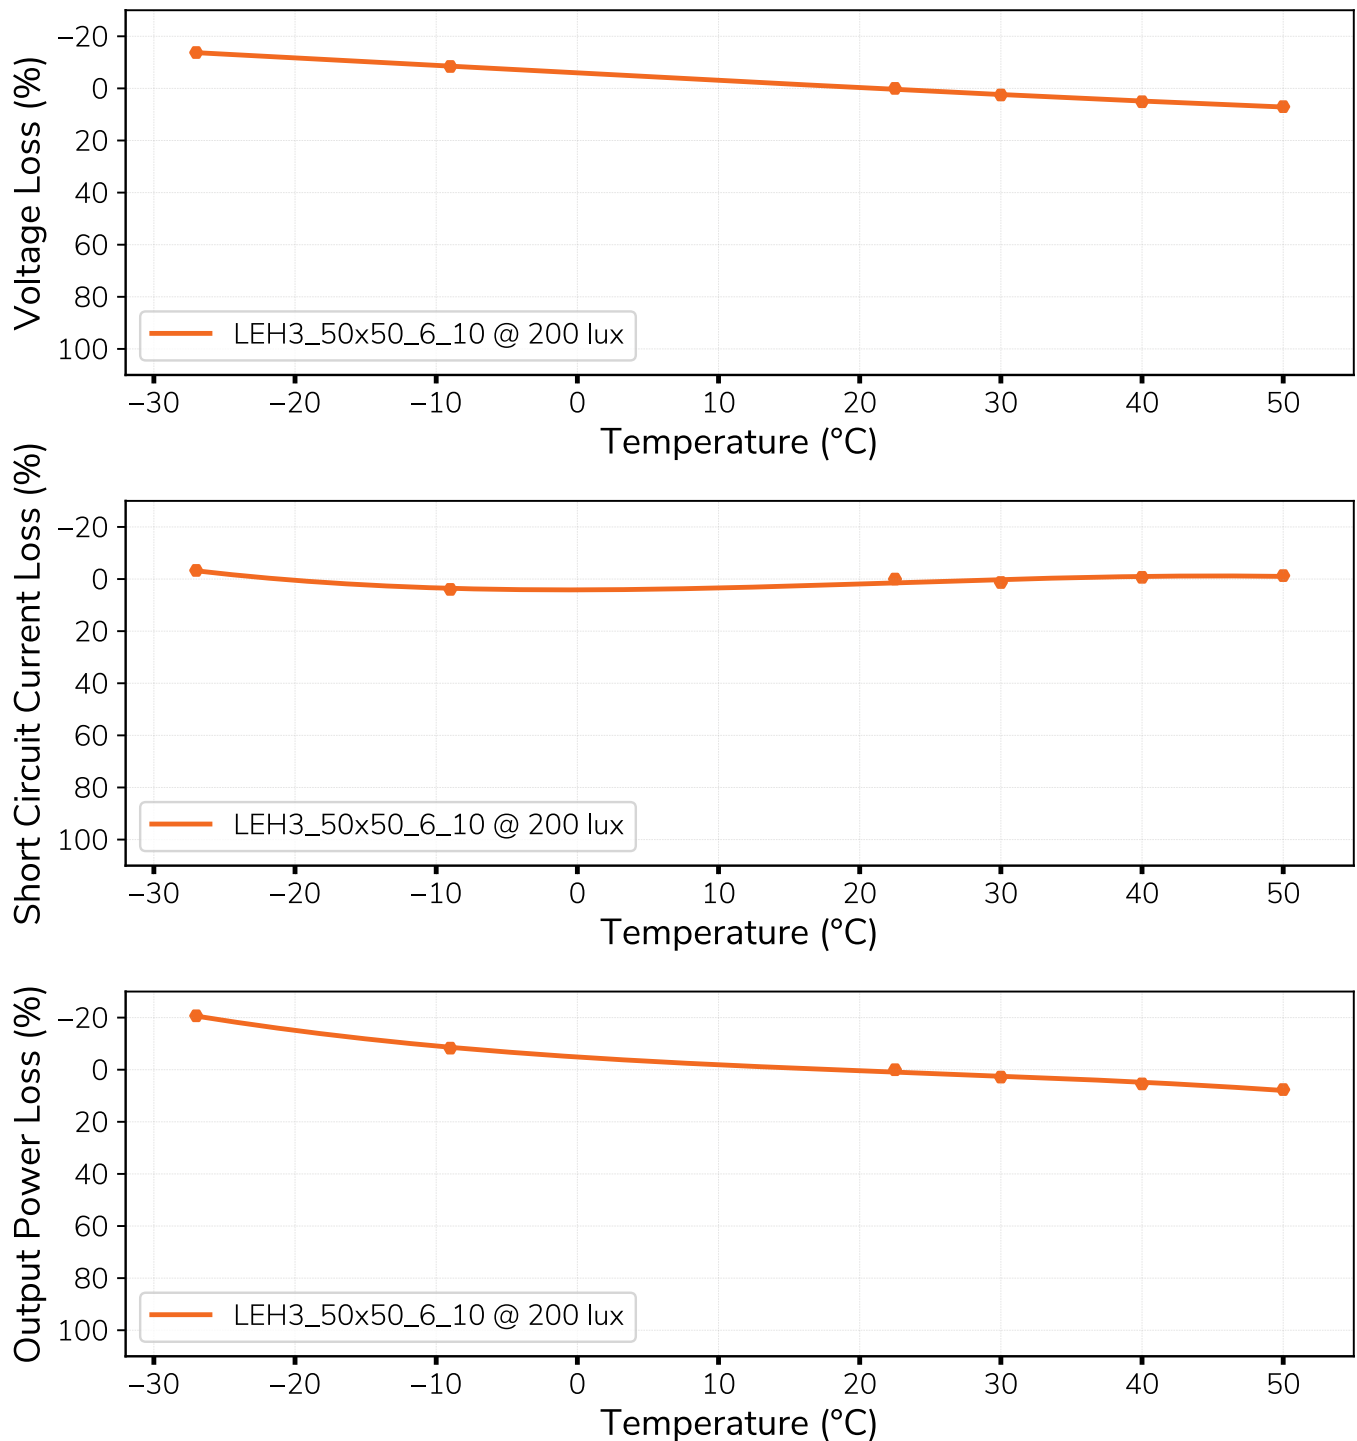 Voltage Loss (%)
−20
0
20
40
60
80
100
LEH3_50x50_6_10 @ 200 lux
−30 −20 −10 0 10 20 30 40 50
Temperature (°C)
Short Circuit Current Loss (%)
−20
0
20
40
60
80
100
LEH3_50x50_6_10 @ 200 lux
−30 −20 −10 0 10 20 30 40 50
Temperature (°C)
Output Power Loss (%)
−20
0
20
40
60
80
100
LEH3_50x50_6_10 @ 200 lux
−30 −20 −10 0 10 20 30 40 50
Temperature (°C)